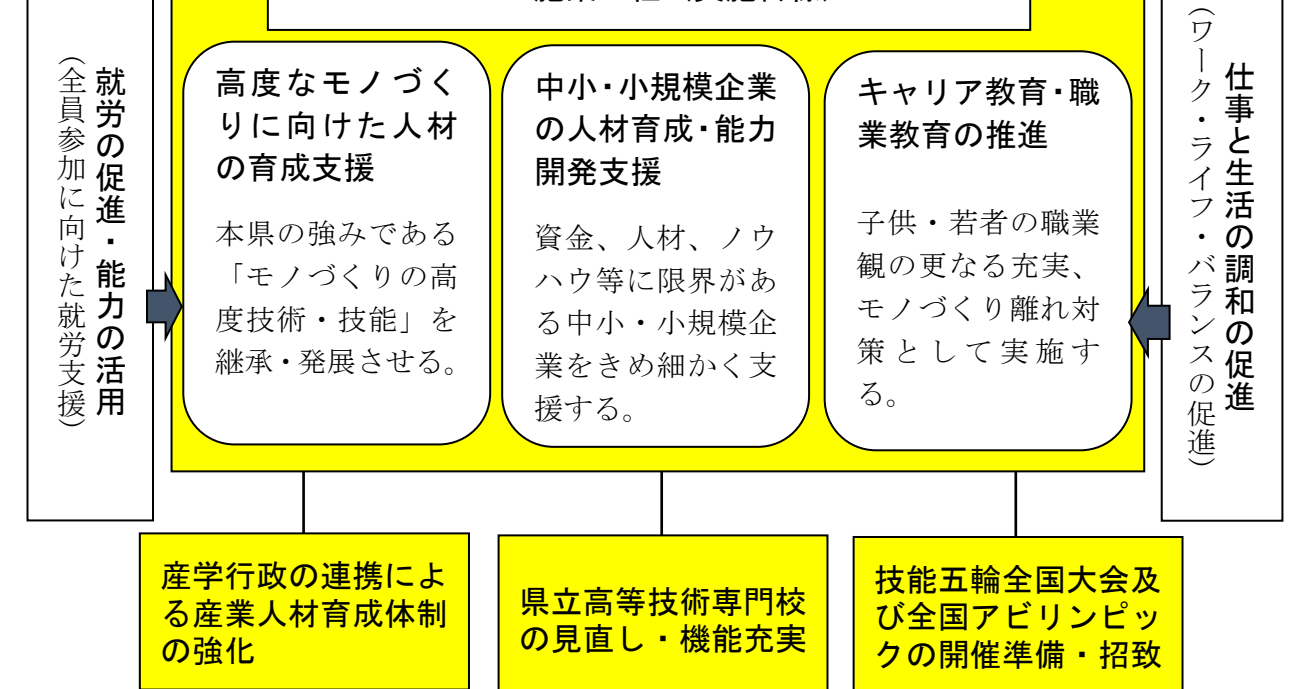 就労の促進・能力の活用
（全員参加に向けた就労支援）
高度なモノづく
りに向けた人材
の育成支援
本県の強みである
「モノづくりの高
度技術・技能」を
継承・発展させる。
中小・小規模企業
の人材育成・能力
開発支援
資金、人材、ノウ
ハウ等に限界があ
る中小・小規模企
業をきめ細かく支
援する。
キャリア教育・職
業教育の推進
子供・若者の職業
観の更なる充実、
モノづくり離れ対
策として実施す
る。
仕事と生活の調和の促進
（ワーク・ライフ・バランスの促進）
産学行政の連携によ
る産業人材育成体制
の強化
県立高等技術専門校
の見直し・機能充実
技能五輪全国大会及
び全国アビリンピッ
クの開催準備・招致